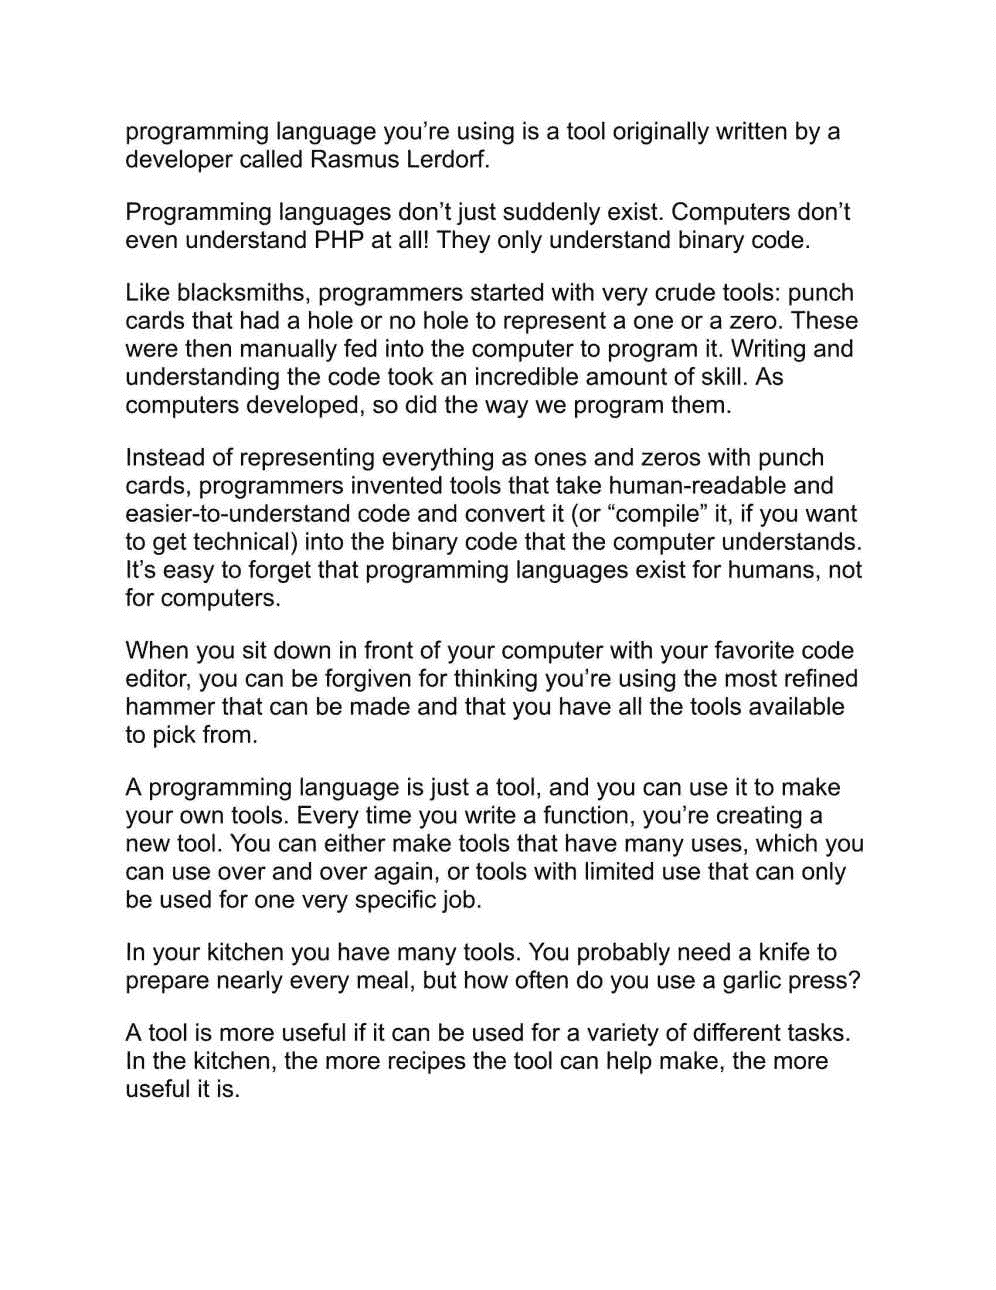 programming language you’re using is a tool originally written by a
developer called Rasmus Lerdorf.
Programming languages don’t just suddenly exist. Computers don’t
even understand PHP at all! They only understand binary code.
Like blacksmiths, programmers started with very crude tools: punch
cards that had a hole or no hole to represent a one or a zero. These
were then manually fed into the computer to program it. Writing and
understanding the code took an incredible amount of skill. As
computers developed, so did the way we program them.
Instead of representing everything as ones and zeros with punch
cards, programmers invented tools that take human-readable and
easier-to-understand code and convert it (or “compile” it, if you want
to get technical) into the binary code that the computer understands.
It’s easy to forget that programming languages exist for humans, not
for computers.
When you sit down in front of your computer with your favorite code
editor, you can be forgiven for thinking you’re using the most refined
hammer that can be made and that you have all the tools available
to pick from.
A programming language is just a tool, and you can use it to make
your own tools. Every time you write a function, you’re creating a
new tool. You can either make tools that have many uses, which you
can use over and over again, or tools with limited use that can only
be used for one very specific job.
In your kitchen you have many tools. You probably need a knife to
prepare nearly every meal, but how often do you use a garlic press?
A tool is more useful if it can be used for a variety of different tasks.
In the kitchen, the more recipes the tool can help make, the more
useful it is.